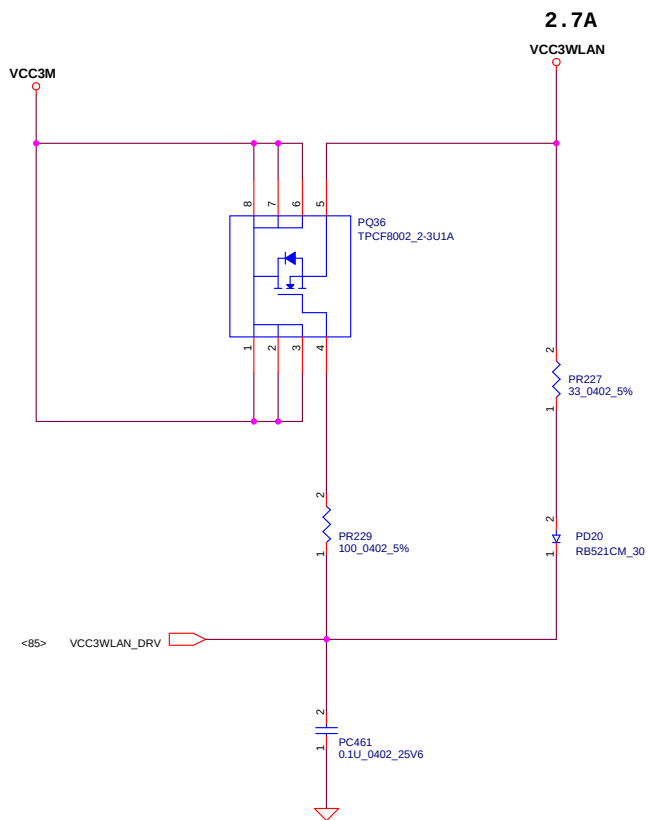 2.7A
VCC3WLAN
VCC3M
8
7
6
5
PQ36
TPCF8002_2-3U1A
1
2
3
4
2
PR227
33_0402_5%
1
2
PR229
100_0402_5%
1
2
PD20
RB521CM_30
1
<85>
VCC3WLAN_DRV
2
PC461
0.1U_0402_25V6
1